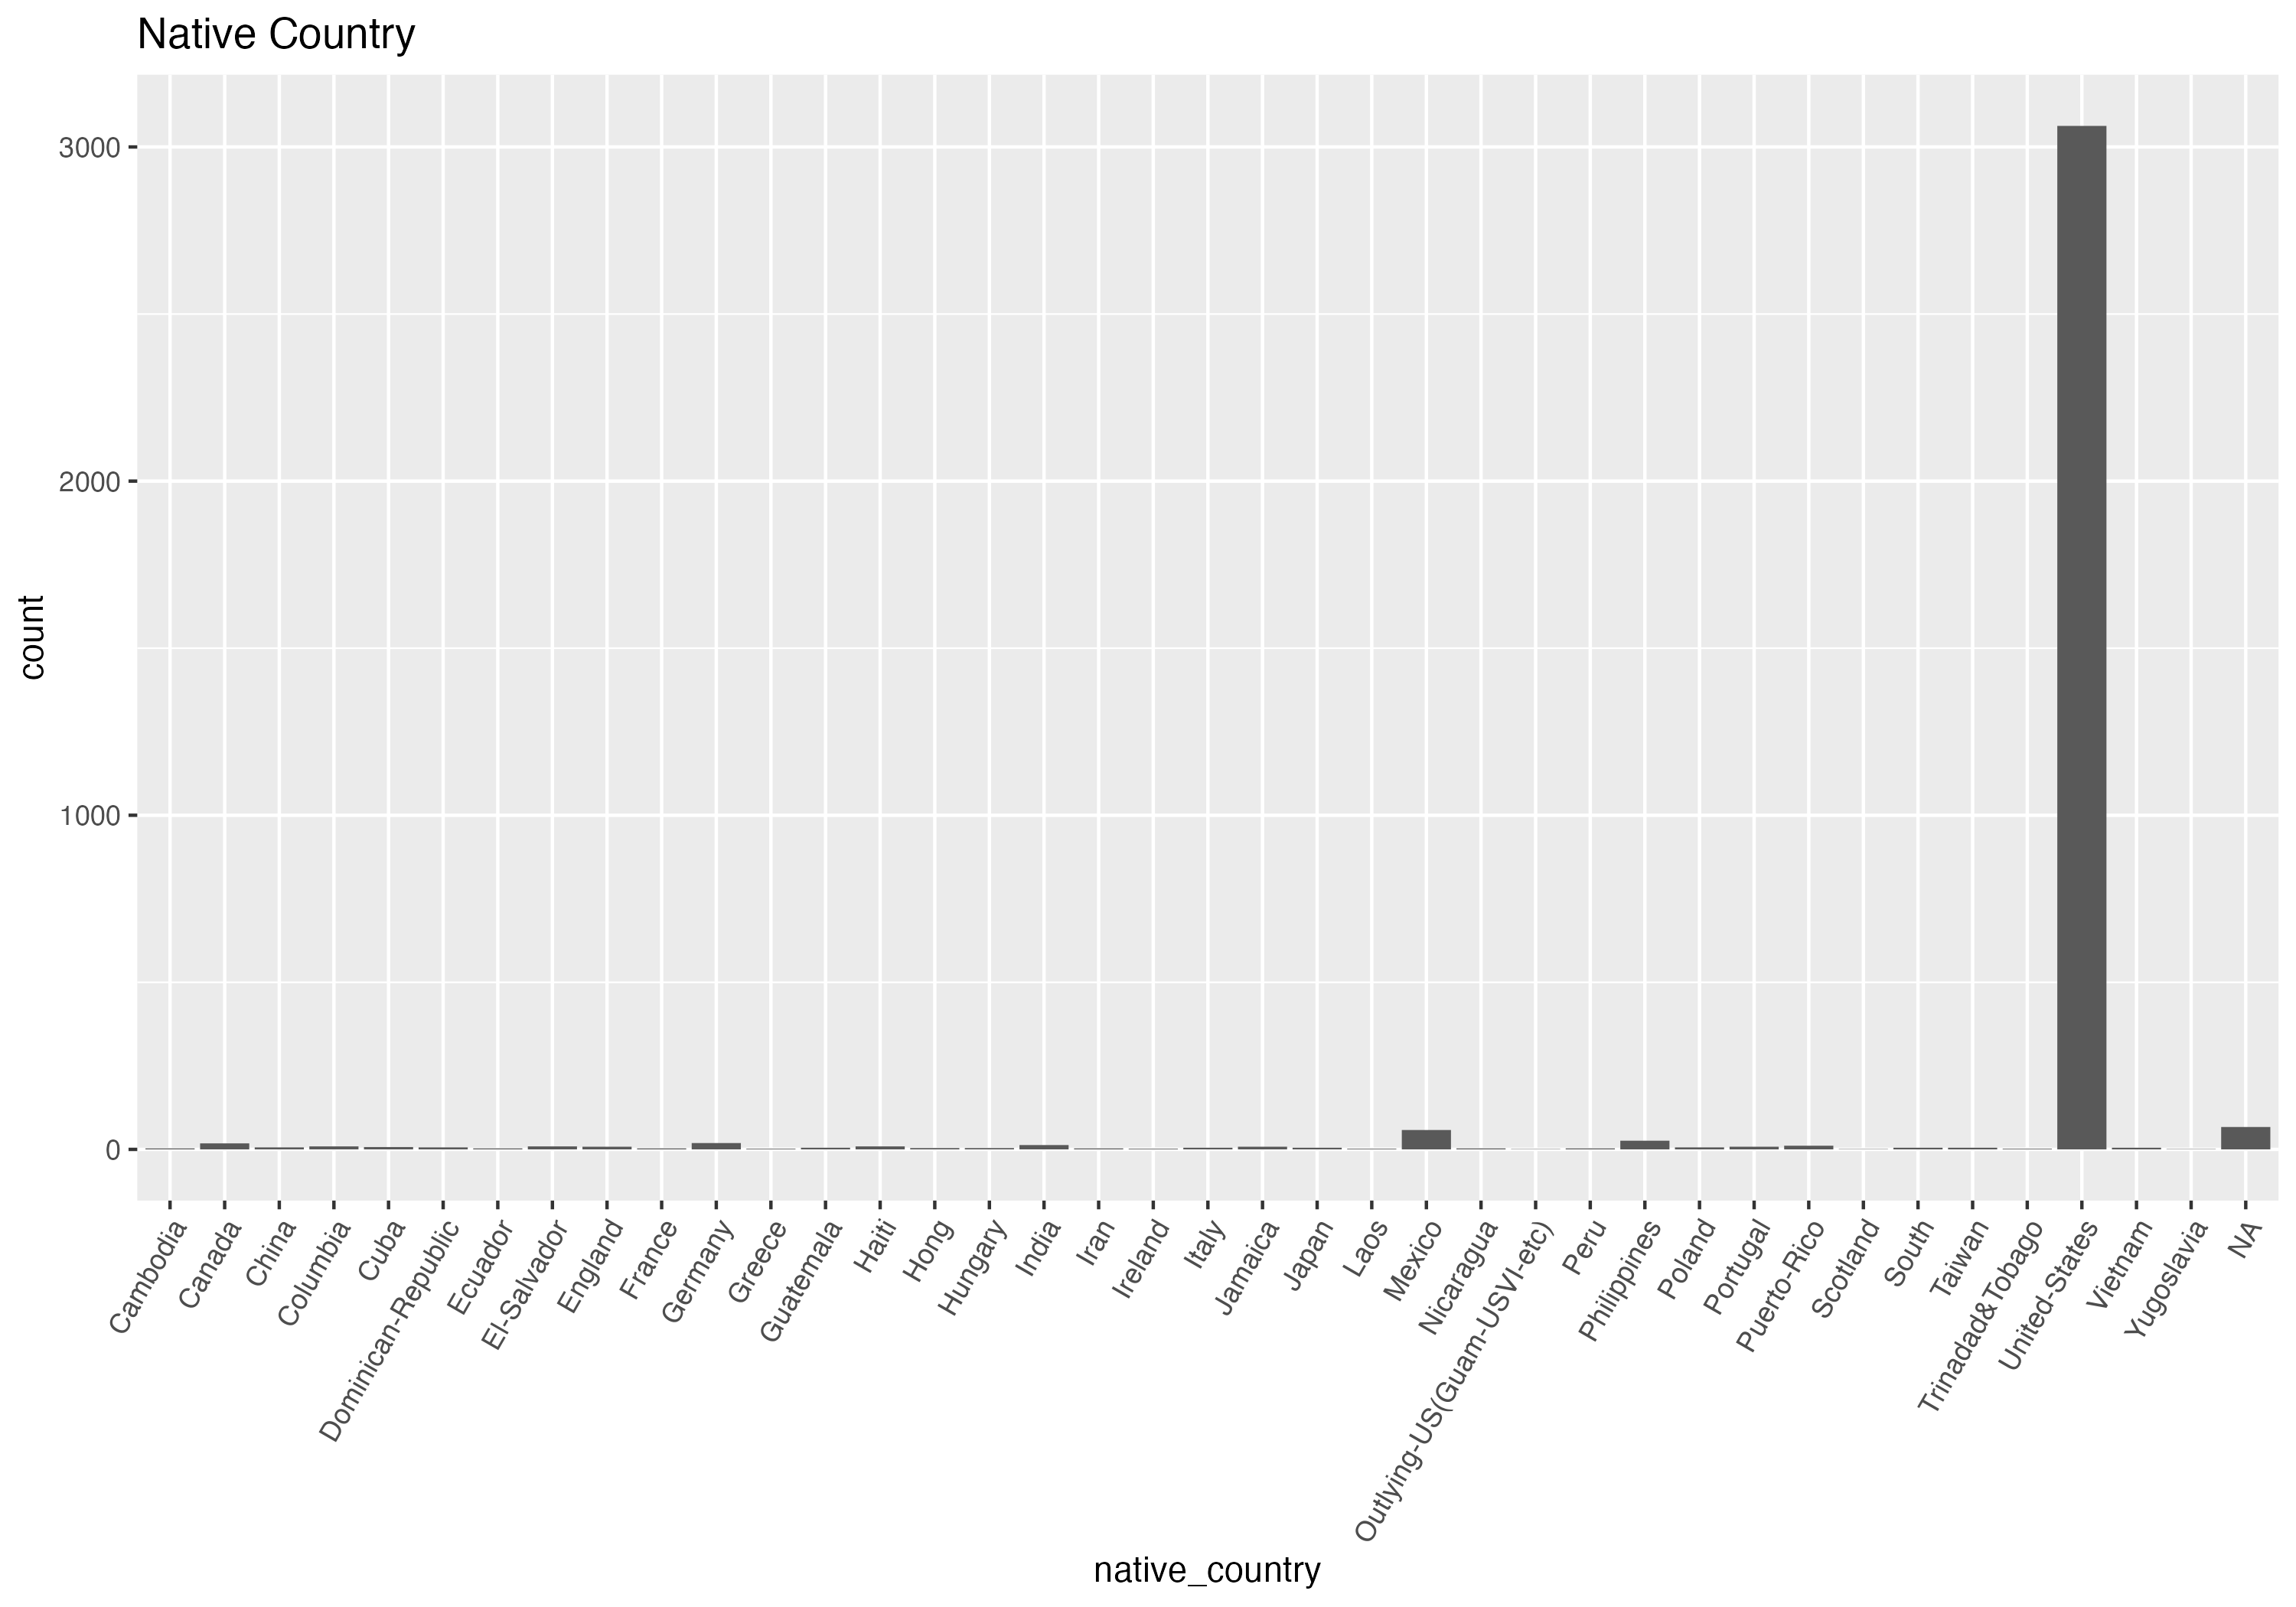 Native Country
count
3000
2000
1000
0
Cambodia
Canada
China
Columbia
Cuba
Dominican-Republic
Ecuador
El-Salvador
England
France
Germany
Greece
Guatemala
Haiti
Hong
Hungary
India
Iran
Ireland
Italy
Jamaica
Japan
Laos
Mexico
Nicaragua
Outlying-US(Guam-USVI-etc)
Peru
Philippines
Poland
Portugal
Puerto-Rico
Scotland
South
Taiwan
Trinadad&Tobago
United-States
Vietnam
Yugoslavia
NA
native_country